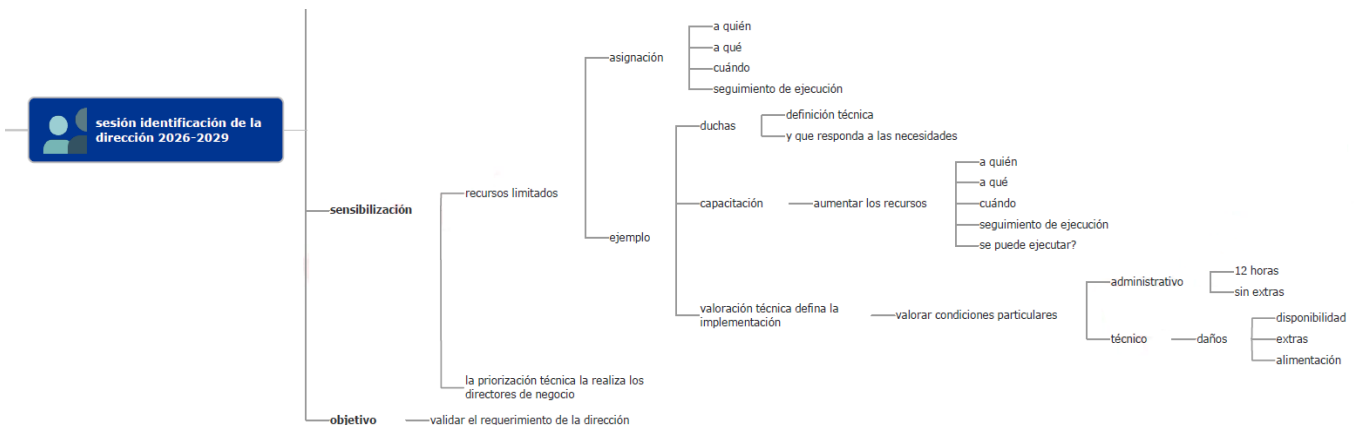 sesión identificación de la
dirección 2026-2029
sensibilización
recursos limitados
asignación
a quién
a qué
cuándo
seguimiento de ejecución
ejemplo
duchas
definición técnica
y que responda a las necesidades
capacitación
aumentar los recursos
a quién
a qué
cuándo
seguimiento de ejecución
se puede ejecutar?
valoración técnica defina la
implementación
valorar condiciones particulares
administrativo
12 horas
sin extras
técnico
daños
disponibilidad
extras
alimentación
la priorización técnica la realiza los
directores de negocio
objetivo
validar el requerimiento de la dirección